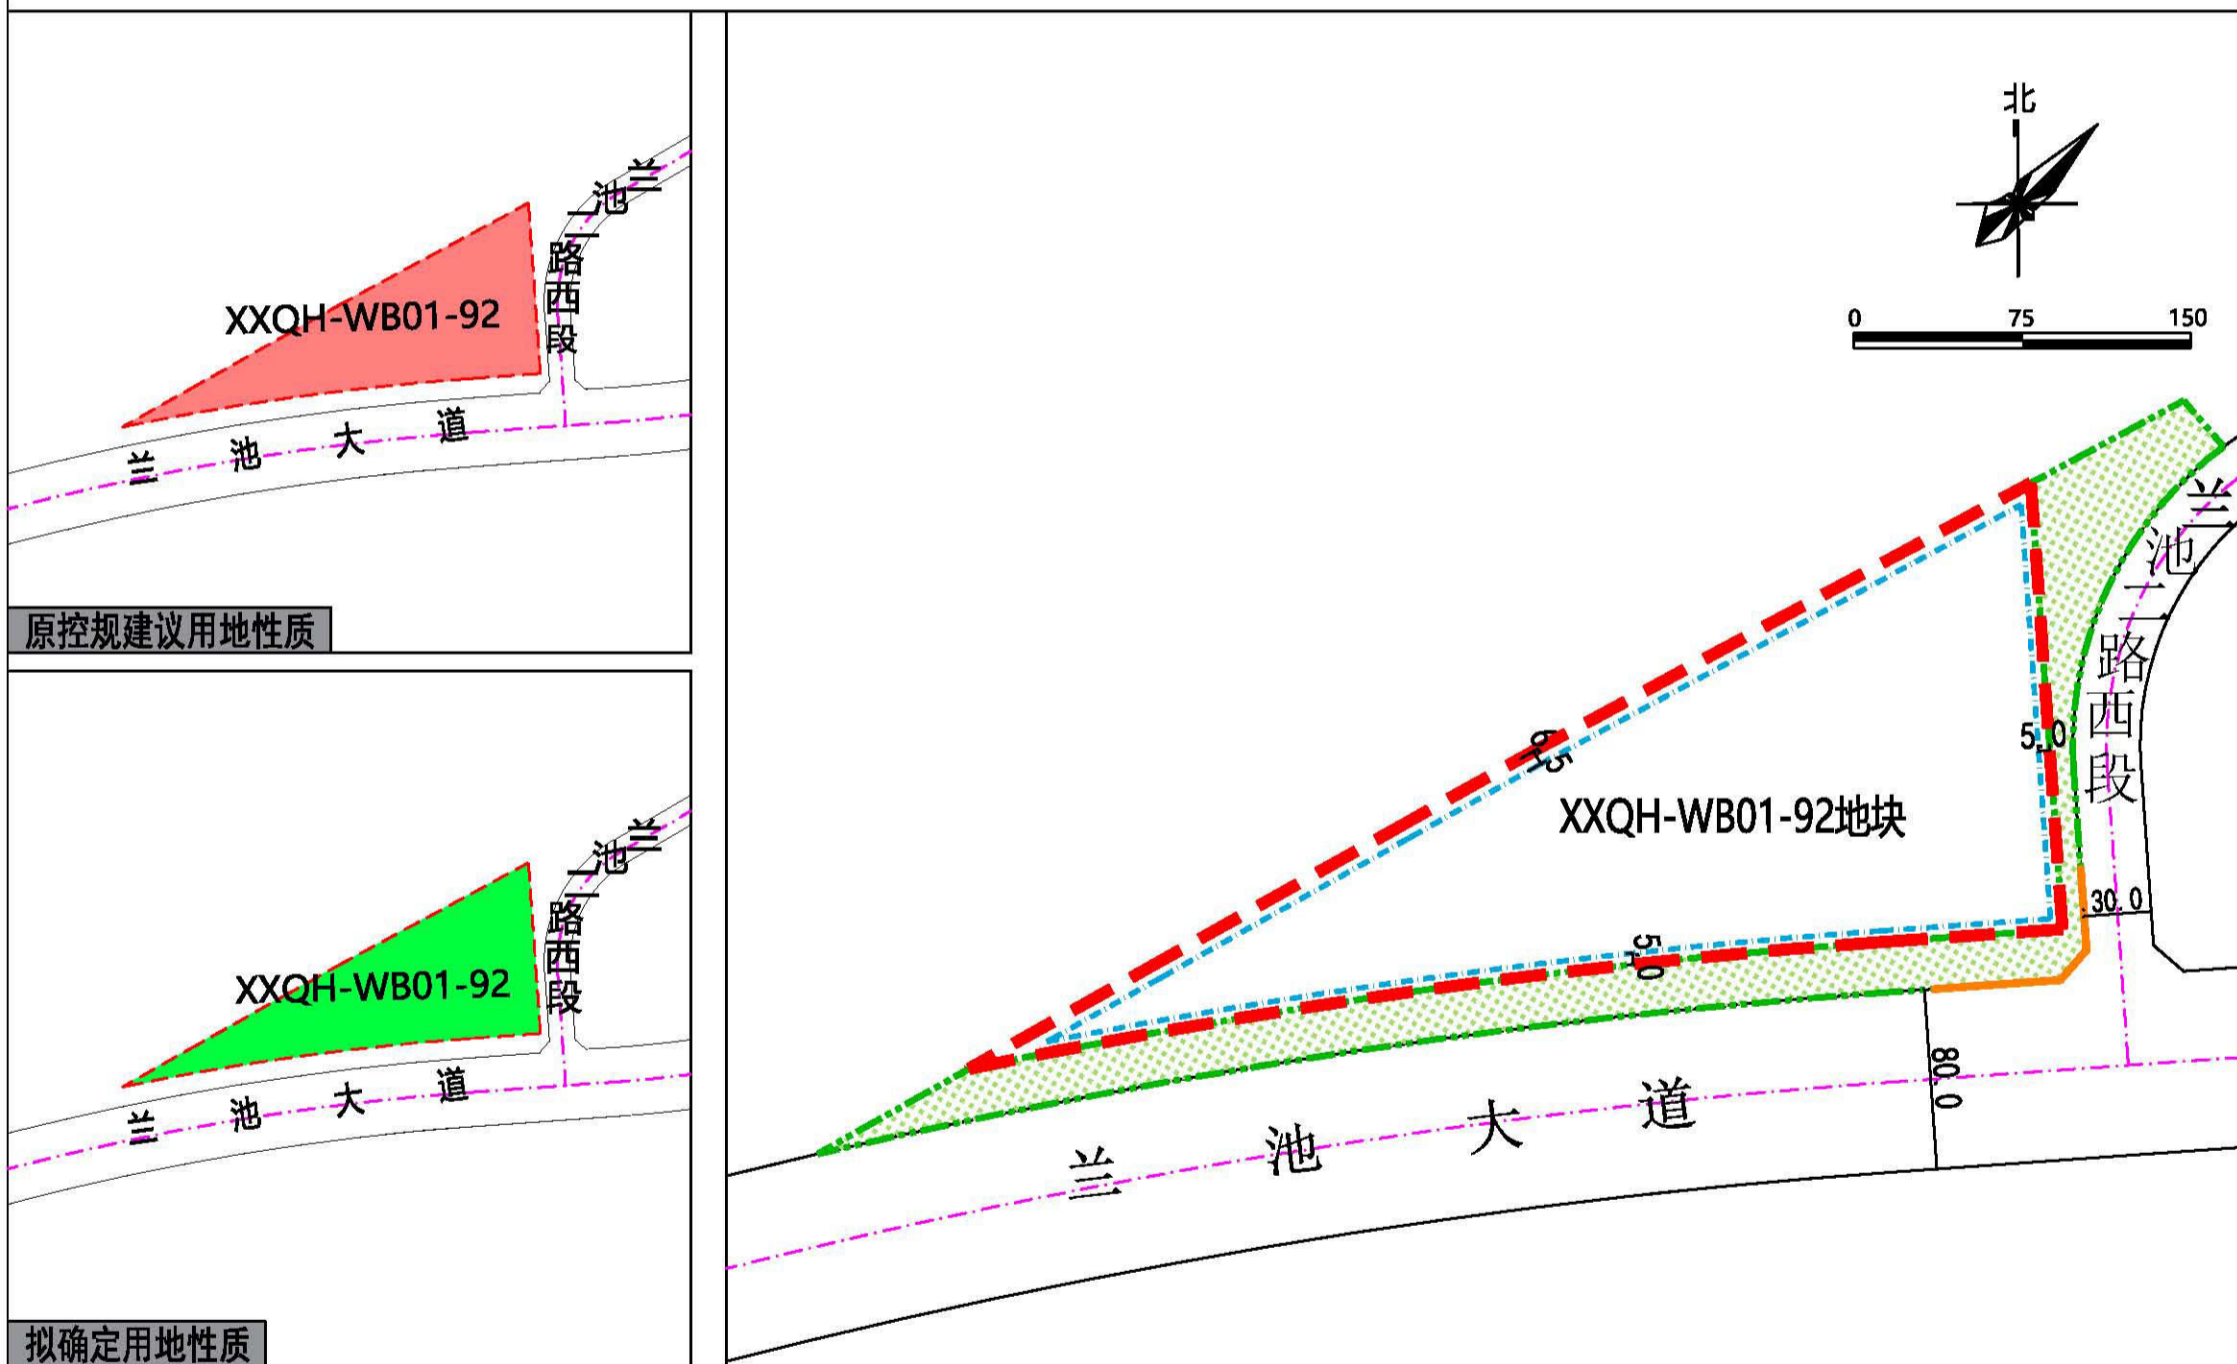 兰池二路西段
XXQH-WB01-92
兰池大道
原控规建议用地性质
兰池二路西段
XXQH-WB01-92
兰池大道
拟确定用地性质
北
0 75 150
兰池二路西段
6.5
5.0
XXQH-WB01-92地块
30.0
5.0
80.0
兰池大道